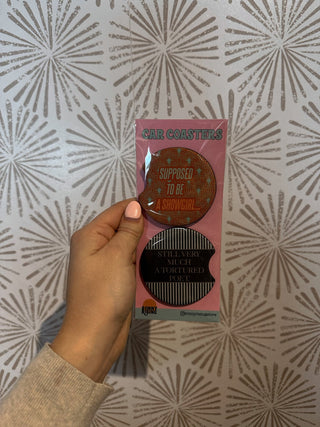 CAR COASTERS
SUPPOSED
TO BE
A SHOWGIRL...
STILL VERY
MUCH
A TORTURED
POET